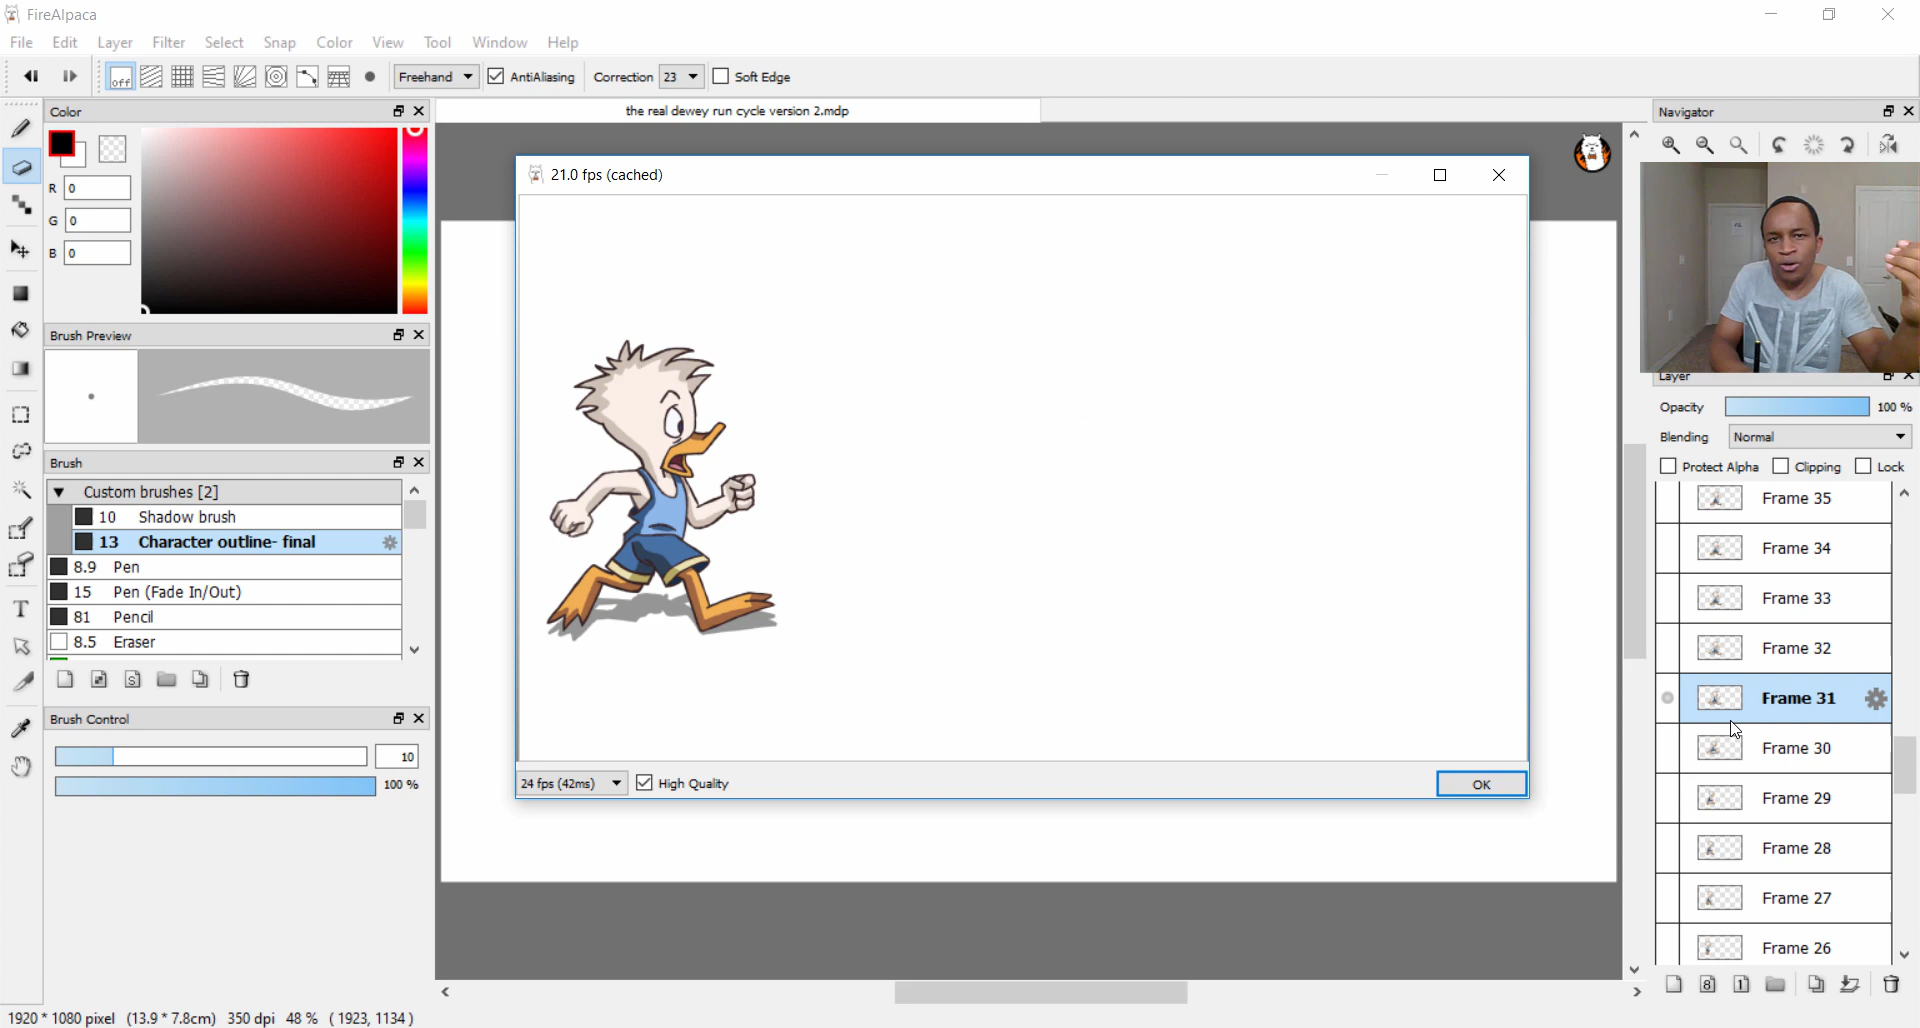 FireAlpaca
File Edit Layer Filter Select Snap Color View Tool Window Help
off Freehand AntiAliasing Correction 23 Soft Edge
Color
the real dewey run cycle version 2.mdp
Navigator
R 0
G 0
B 0
21.0 fps (cached)
Brush Preview
Brush
Custom brushes [2]
10 Shadow brush
13 Character outline- final
8.9 Pen
15 Pen (Fade In/Out)
81 Pencil
8.5 Eraser
S
Brush Control
10
100 %
24 fps (42ms) High Quality OK
Layer
Opacity 100 %
Blending Normal
Protect Alpha Clipping Lock
Frame 35
Frame 34
Frame 33
Frame 32
Frame 31
Frame 30
Frame 29
Frame 28
Frame 27
Frame 26
8 1
T
1920 * 1080 pixel (13.9 * 7.8cm) 350 dpi 48 % ( 1923, 1134 )